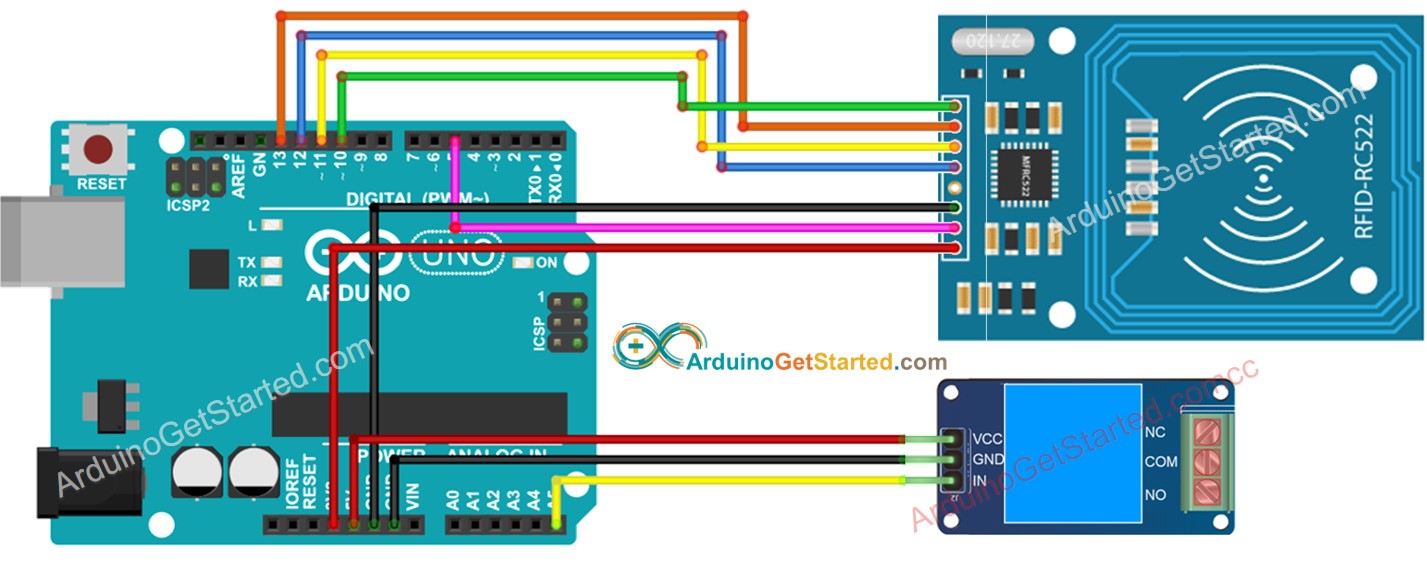 27.120
RESET
ICSP2
AREF
GN
13
12
~11
~10
~9
8
7
~6
4
~3
2
TX0▸1
RX0◂0
DIGITAL (PWM~)
L
TX
RX
UNO
ON
ARDUINO
1
ICSP
MFRC522
RFID-RC522
ArduinoGetStarted.com
ArduinoGetStarted.com
ArduinoGetStarted.com
POWER
ANALOG IN
IOREF
RESET
3V3
5V
GND
GND
VIN
A0
A1
A2
A3
A4
A5
VCC
GND
IN
NC
COM
NO
ArduinoGetStarted.comcc